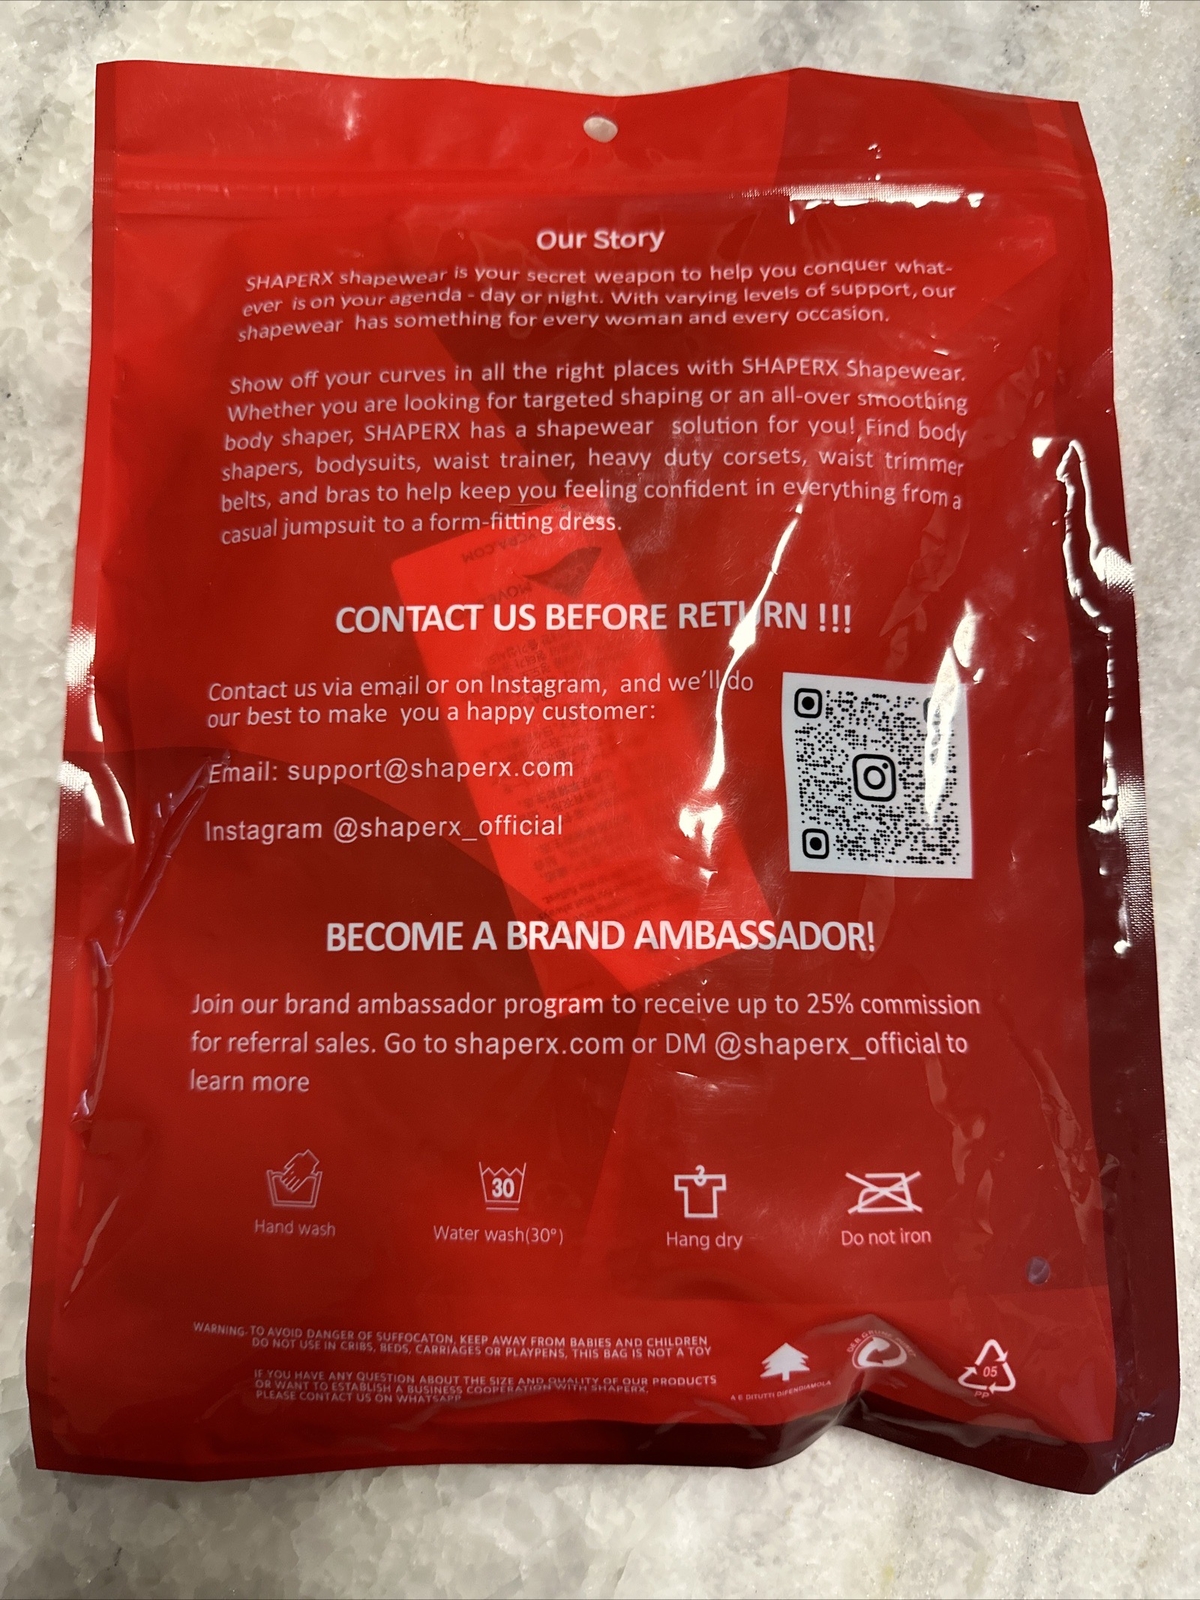 Our Story
SHAPERX shapewear is your secret weapon to help you conquer what-
ever is on your agenda - day or night. With varying levels of support, our
shapewear has something for every woman and every occasion.
Show off your curves in all the right places with SHAPERX Shapewear.
Whether you are looking for targeted shaping or an all-over smoothing
body shaper, SHAPERX has a shapewear solution for you! Find body
shapers, bodysuits, waist trainer, heavy duty corsets, waist trimmer
belts, and bras to help keep you feeling confident in everything from a
casual jumpsuit to a form-fitting dress.
CONTACT US BEFORE RETURN !!!
Contact us via email or on Instagram, and we'll do
our best to make you a happy customer:
Email: support@shaperx.com
Instagram @shaperx_official
BECOME A BRAND AMBASSADOR!
Join our brand ambassador program to receive up to 25% commission
for referral sales. Go to shaperx.com or DM @shaperx_official to
learn more
30
Hand wash
Water wash(30°)
Hang dry
Do not iron
WARNING: TO AVOID DANGER OF SUFFOCATON, KEEP AWAY FROM BABIES AND CHILDREN
DO NOT USE IN CRIBS, BEDS, CARRIAGES OR PLAYPENS, THIS BAG IS NOT A TOY
IF YOU HAVE ANY QUESTION ABOUT THE SIZE AND QUALITY OF OUR PRODUCTS
OR WANT TO ESTABLISH A BUSINESS COOPERATION WITH SHAPERX,
PLEASE CONTACT US ON WHATSAPP
A E DITUTTI DIFENDIAMOLA
05
PP